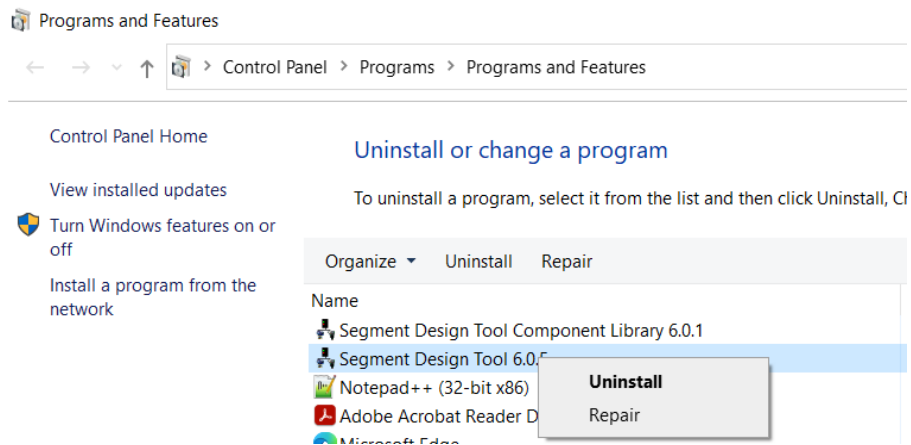 Programs and Features
Control Panel > Programs > Programs and Features
Control Panel Home
View installed updates
Turn Windows features on or
off
Install a program from the
network
Uninstall or change a program
To uninstall a program, select it from the list and then click Uninstall,
Organize Uninstall Repair
Name
Segment Design Tool Component Library 6.0.1
Segment Design Tool
Notepad++ (32-bit x86)
Adobe Acrobat Reader
Microsoft Edge
Uninstall
Repair